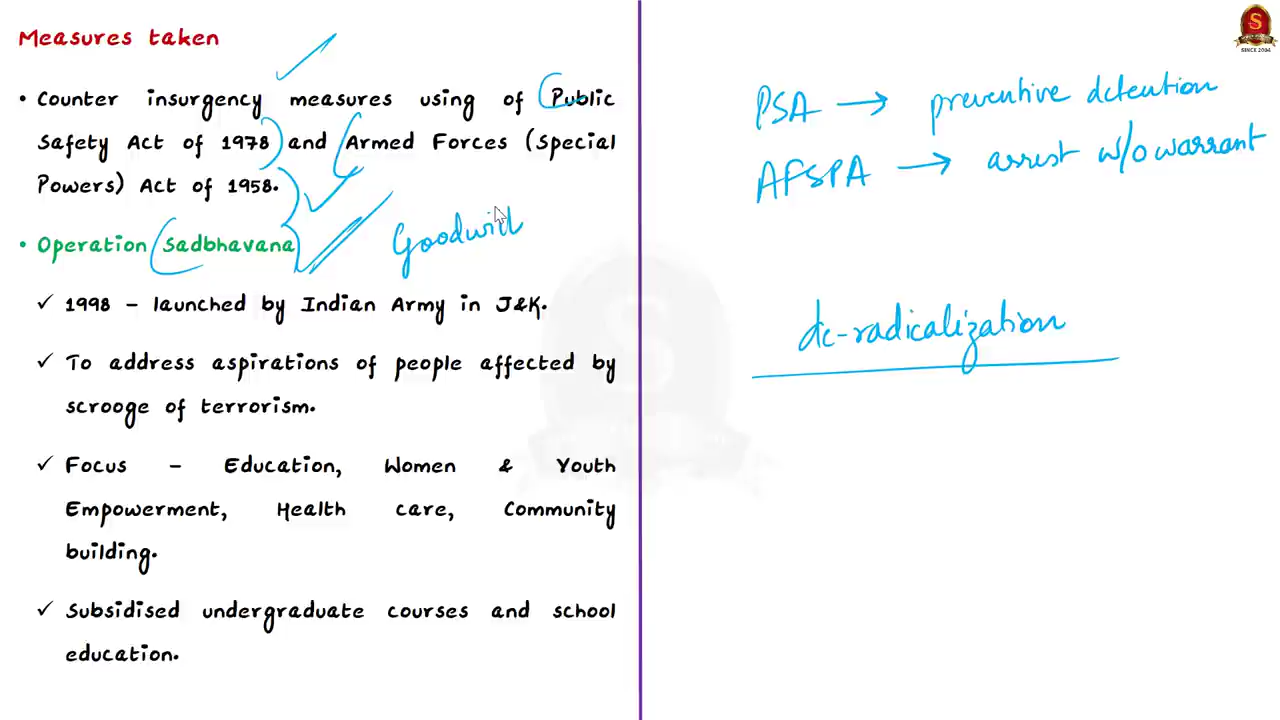 Measures taken
• Counter insurgency measures using of Public
Safety Act of 1978 and Armed Forces (Special
Powers) Act of 1958.
• Operation Sadbhavana
Goodwill
✓ 1998 – launched by Indian Army in J&K.
✓ To address aspirations of people affected by
scrooge of terrorism.
✓ Focus – Education, Women & Youth
Empowerment, Health care, Community
building.
✓ Subsidised undergraduate courses and school
education.
PSA → preventive detention
AFSPA → arrest w/o warrant
de-radicalization
S
SINCE 2004